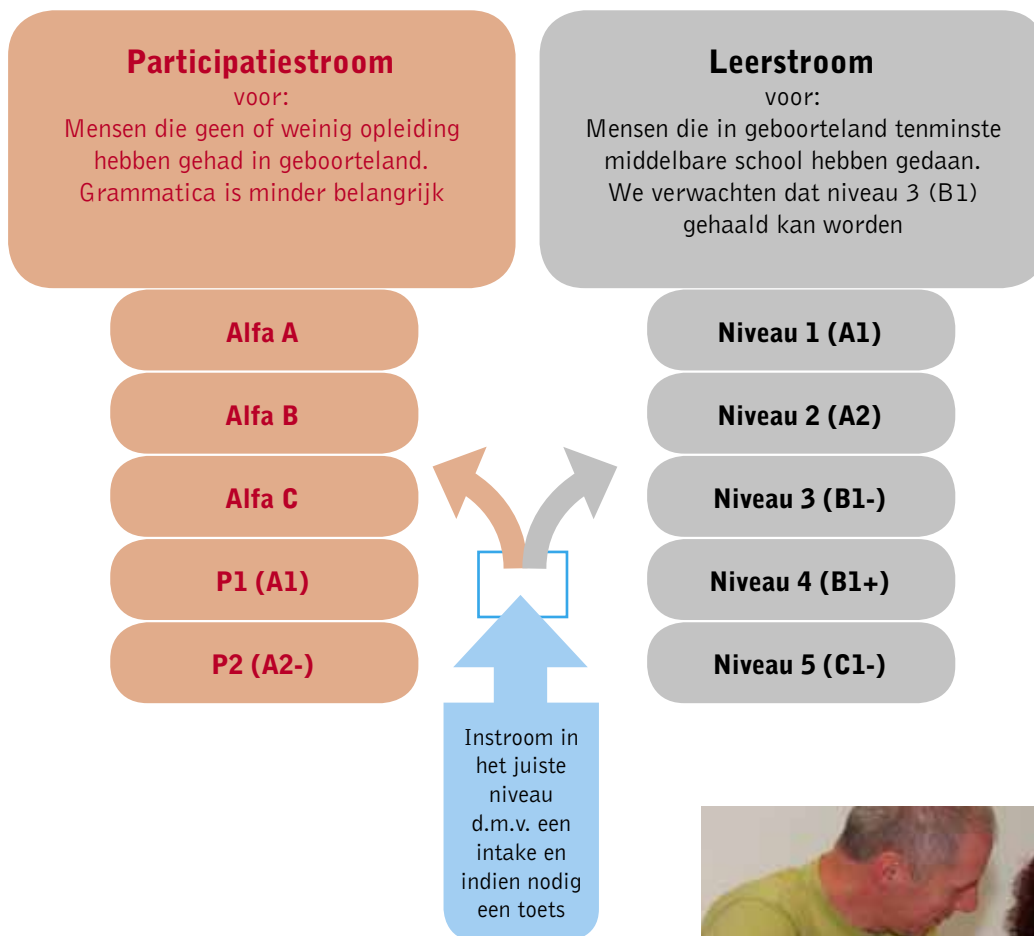 Participatiestroom
voor:
Mensen die geen of weinig opleiding
hebben gehad in geboorteland.
Grammatica is minder belangrijk
Alfa A
Alfa B
Alfa C
P1 (A1)
P2 (A2-)
Leerstroom
voor:
Mensen die in geboorteland tenminste
middelbare school hebben gedaan.
We verwachten dat niveau 3 (B1)
gehaald kan worden
Niveau 1 (A1)
Niveau 2 (A2)
Niveau 3 (B1-)
Niveau 4 (B1+)
Niveau 5 (C1-)
Instroom in
het juiste
niveau
d.m.v. een
intake en
indien nodig
een toets